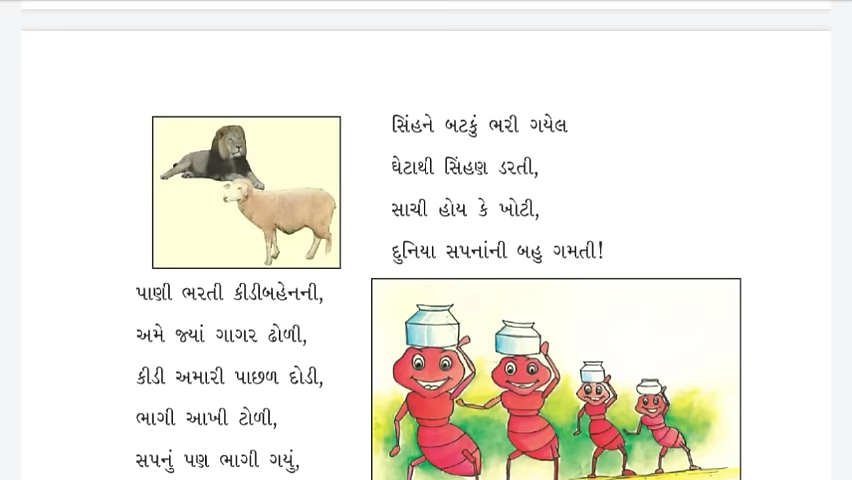 સિંહને બટકું ભરી ગયેલ
ઘેટાથી સિંહણ ડરતી,
સાચી હોય કે ખોટી,
દુનિયા સપનાંની બહુ ગમતી!
પાણી ભરતી કીડીબહેનની,
અમે જ્યાં ગાગર ઢોળી,
કીડી અમારી પાછળ દોડી,
ભાગી આખી ટોળી,
સપનું પણ ભાગી ગયું,